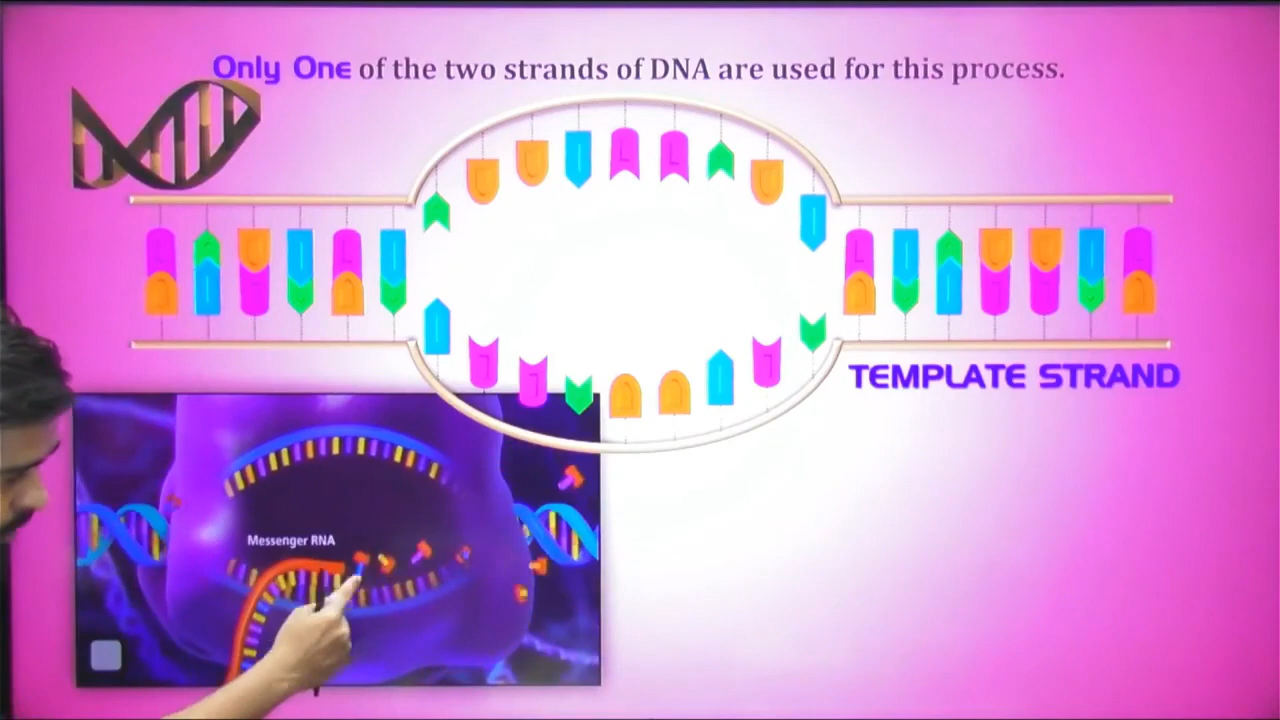 Only One of the two strands of DNA are used for this process.
TEMPLATE STRAND
Messenger RNA